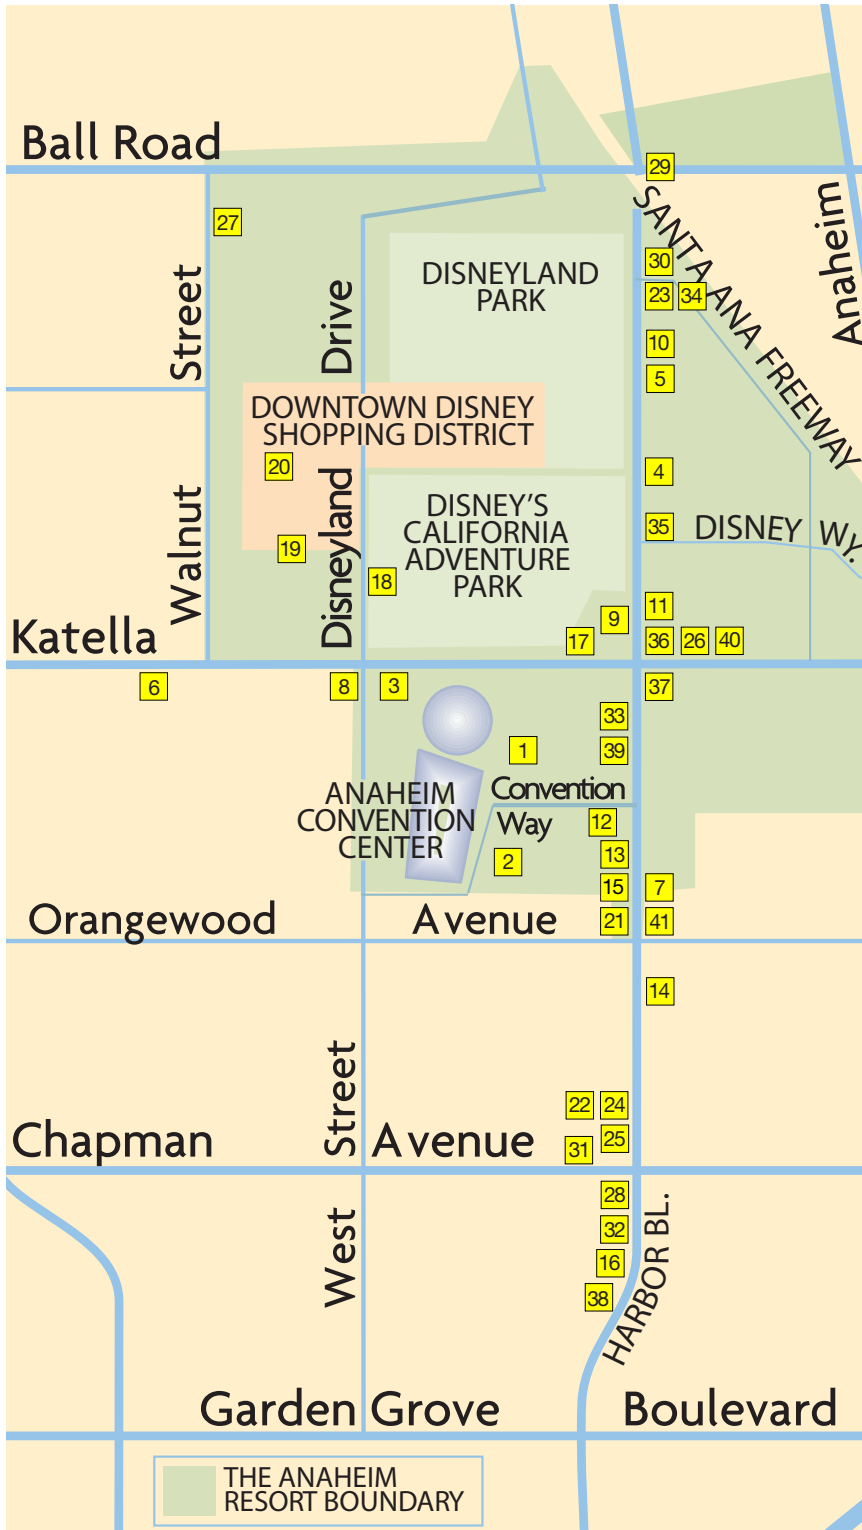 Ball Road
29
SANTA ANA FREEWAY
Anaheim
27
30
DISNEYLAND
PARK
23 34
Street
Drive
10
5
DOWNTOWN DISNEY
SHOPPING DISTRICT
20
4
Walnut
Disneyland
DISNEY'S
CALIFORNIA
ADVENTURE
PARK
35
DISNEY WY.
19
18
11
9
17
36 26 40
Katella
6
8
3
37
33
1
39
Convention
Way
ANAHEIM
CONVENTION
CENTER
12
2
13
15
7
Orangewood Avenue
21
41
14
Street
22 24
25
31
Chapman Avenue
28
32
16
38
HARBOR BL.
West
Garden Grove Boulevard
THE ANAHEIM
RESORT BOUNDARY